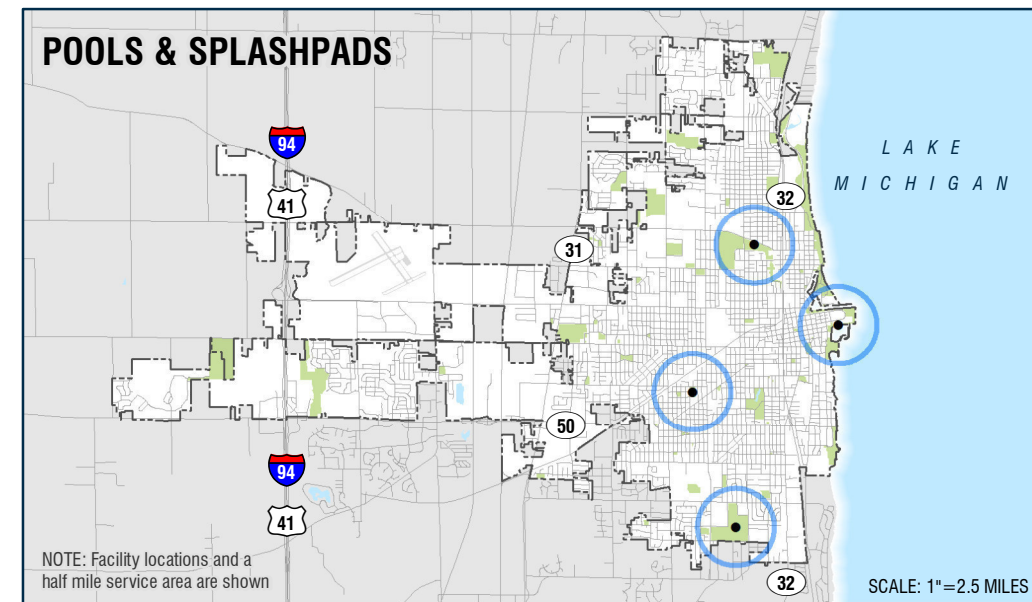 POOLS & SPLASHPADS
94
41
LAKE
MICHIGAN
32
31
50
94
41
NOTE: Facility locations and a
half mile service area are shown
32
SCALE: 1"=2.5 MILES